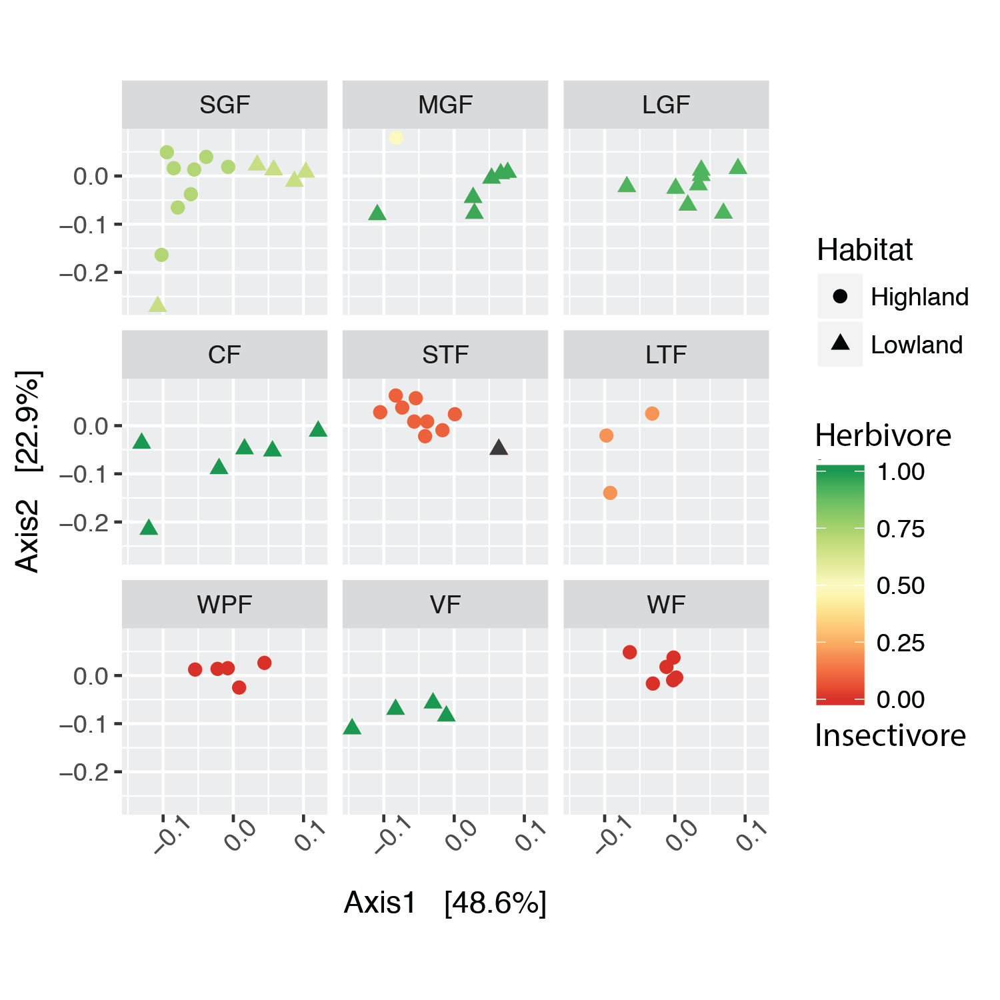 SGF MGF LGF
0.0
−0.1
−0.2
CF STF LTF
0.0
−0.1
−0.2
WPF VF WF
0.0
−0.1
−0.2
−0.1 0.0 0.1 −0.1 0.0 0.1 −0.1 0.0 0.1
Axis1 [48.6%]
Axis2 [22.9%]
Habitat
Highland
Lowland
Herbivore
1.00
0.75
0.50
0.25
0.00
Insectivore